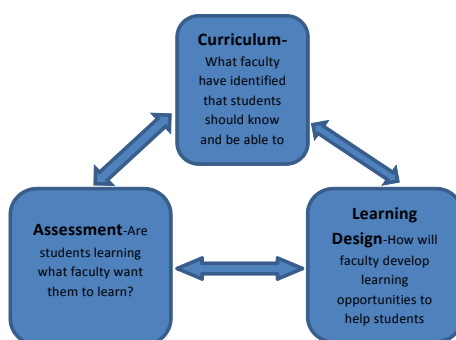 Curriculum-
What faculty
have identified
that students
should know
and be able to
Assessment-Are
students learning
what faculty want
them to learn?
Learning
Design-How will
faculty develop
learning
opportunities to
help students